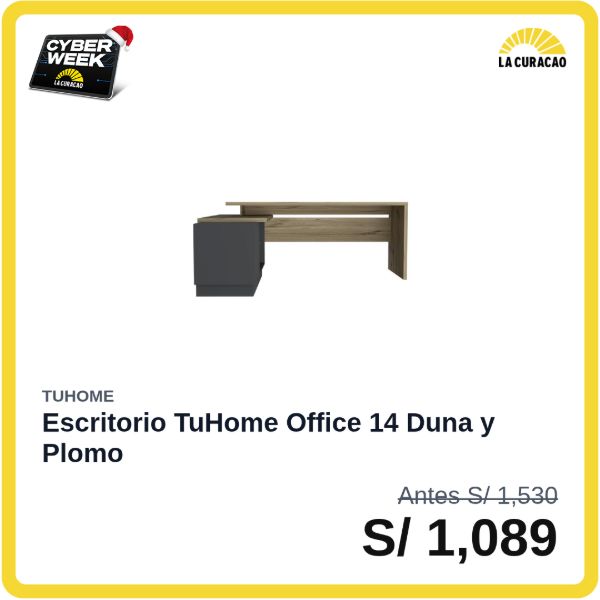 CYBER
WEEK
LA CURACAO
LA CURACAO
TUHOME
Escritorio TuHome Office 14 Duna y
Plomo
Antes S/ 1,530
S/ 1,089